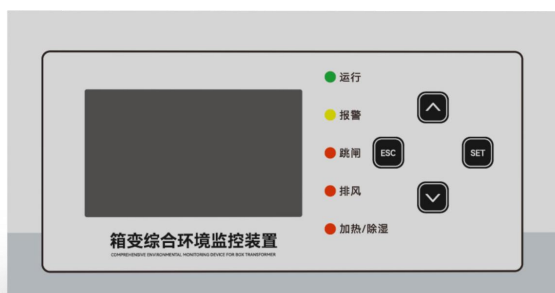 运行
报警
跳闸
ESC
SET
排风
加热/除湿
箱变综合环境监控装置
COMPREHENSIVE ENVIRONMENTAL MONITORING DEVICE FOR BOX TRANSFORMER